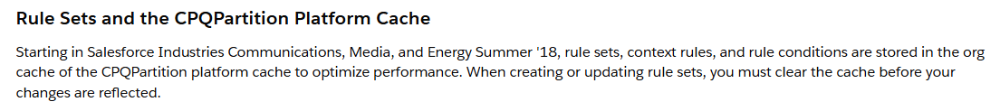 Rule Sets and the CPQPartition Platform Cache
Starting in Salesforce Industries Communications, Media, and Energy Summer '18, rule sets, context rules, and rule conditions are stored in the org
cache of the CPQPartition platform cache to optimize performance. When creating or updating rule sets, you must clear the cache before your
changes are reflected.